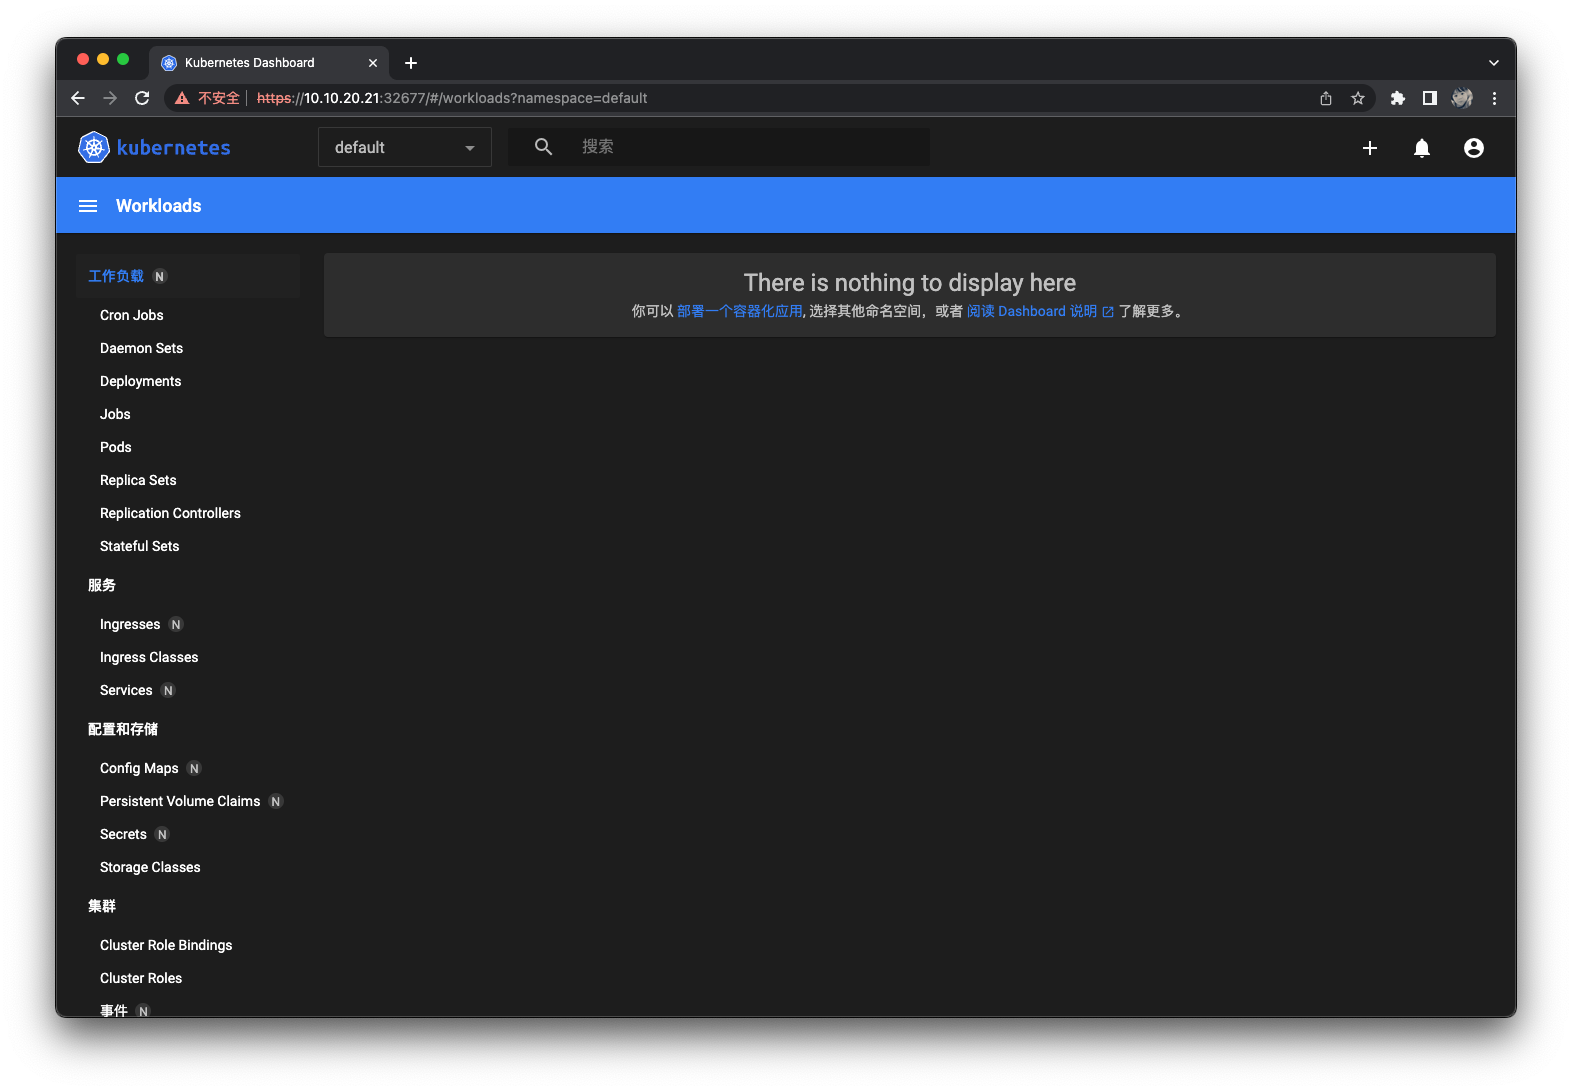 Kubernetes Dashboard
不安全 https://10.10.20.21:32677/#/workloads?namespace=default
kubernetes default 搜索
Workloads
工作负载 N
Cron Jobs
Daemon Sets
Deployments
Jobs
Pods
Replica Sets
Replication Controllers
Stateful Sets
服务
Ingresses N
Ingress Classes
Services N
配置和存储
Config Maps N
Persistent Volume Claims N
Secrets N
Storage Classes
集群
Cluster Role Bindings
Cluster Roles
事件 N
There is nothing to display here
你可以 部署一个容器化应用, 选择其他命名空间，或者 阅读 Dashboard 说明 了解更多。